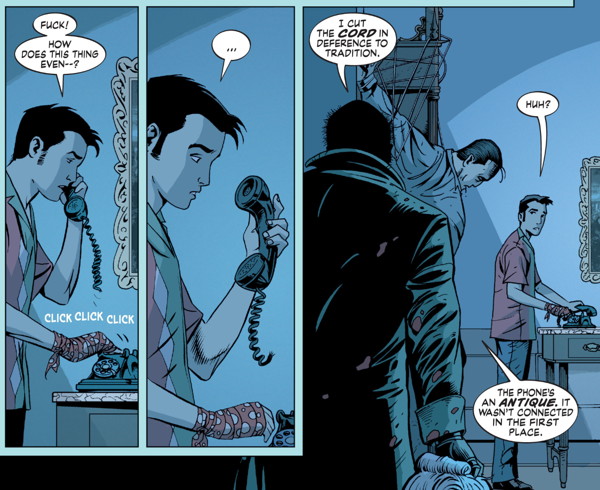 FUCK!
HOW
DOES THIS THING
EVEN--?
CLICK CLICK CLICK
...
I CUT
THE CORD IN
DEFERENCE TO
TRADITION.
HUH?
THE PHONE'S
AN ANTIQUE. IT
WASN'T CONNECTED
IN THE FIRST
PLACE.